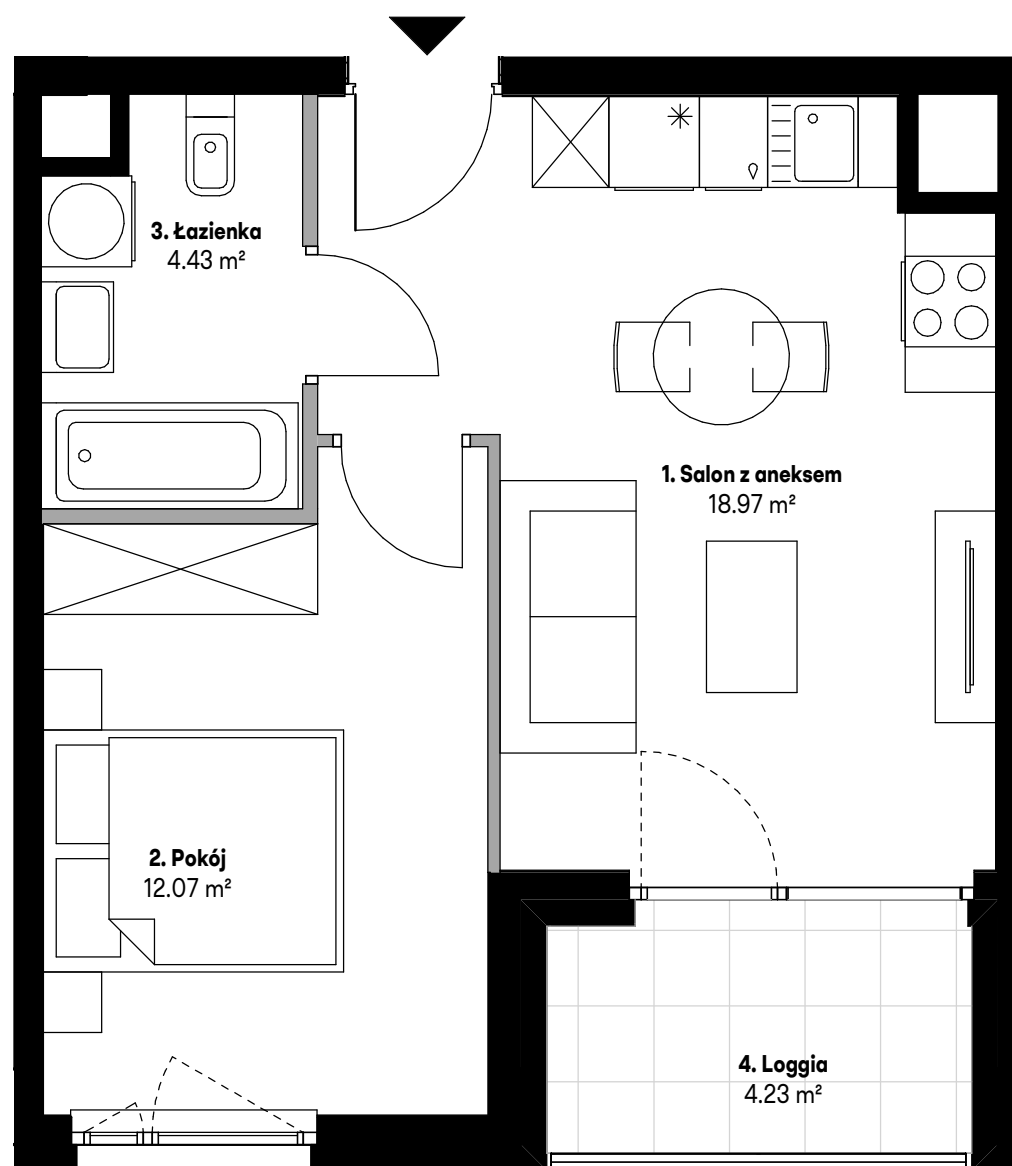 3. Łazienka
4.43 m²
1. Salon z aneksem
18.97 m²
2. Pokój
12.07 m²
4. Loggia
4.23 m²